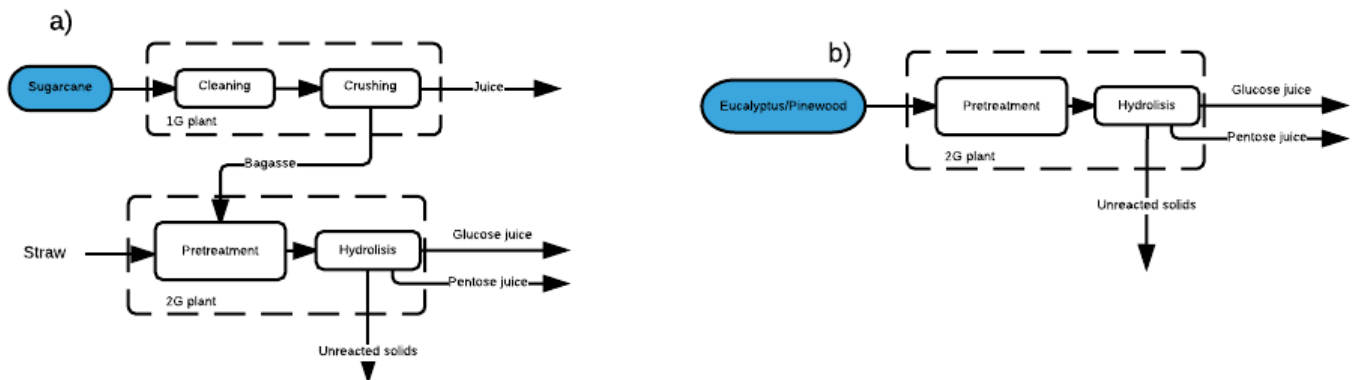 a)
Sugarcane
Cleaning
Crushing
Juice
1G plant
Bagasse
Straw
Pretreatment
Hydrolisis
Glucose juice
Pentose juice
2G plant
Unreacted solids
b)
Eucalyptus/Pinewood
Pretreatment
Hydrolisis
Glucose juice
Pentose juice
2G plant
Unreacted solids